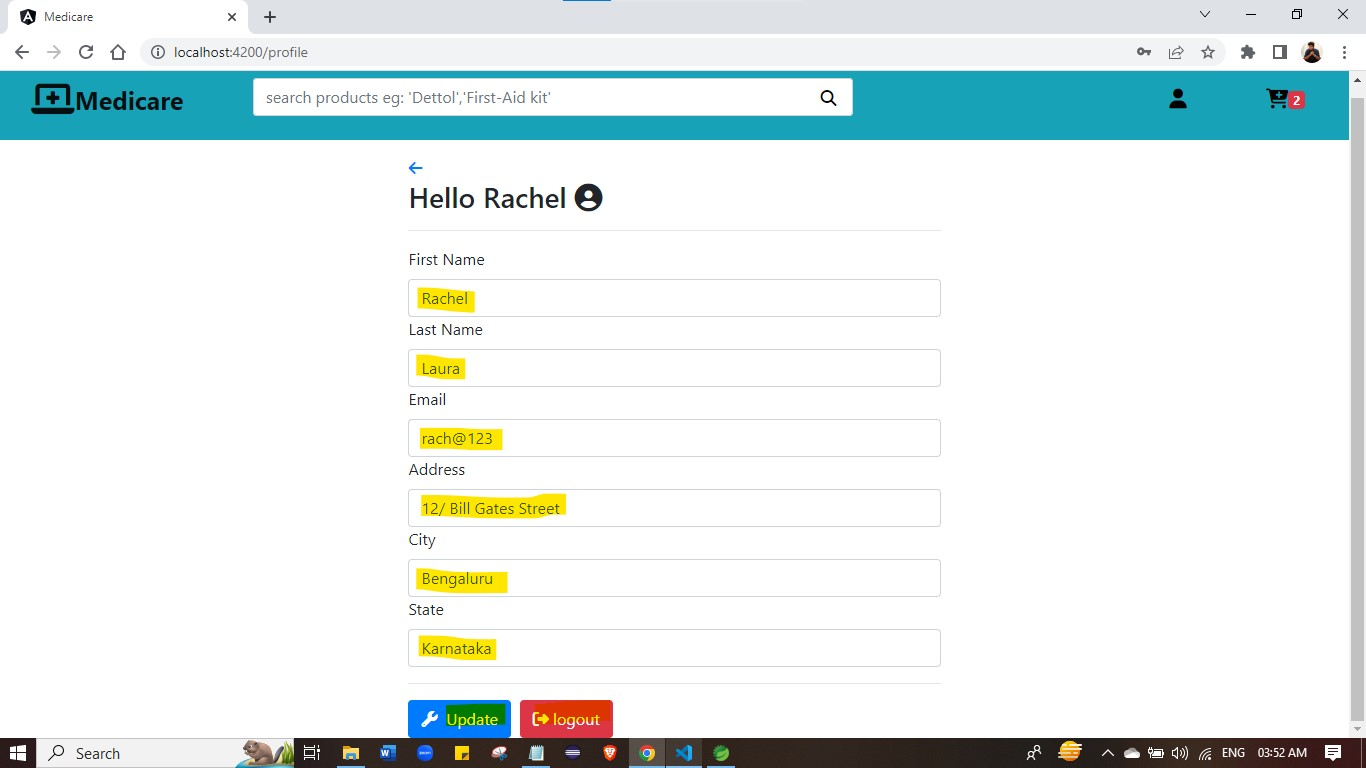 Medicare
localhost:4200/profile
Medicare
search products eg: 'Dettol','First-Aid kit'
2
Hello Rachel
First Name
Rachel
Last Name
Laura
Email
rach@123
Address
12/ Bill Gates Street
City
Bengaluru
State
Karnataka
Update logout
Search
ENG 03:52 AM